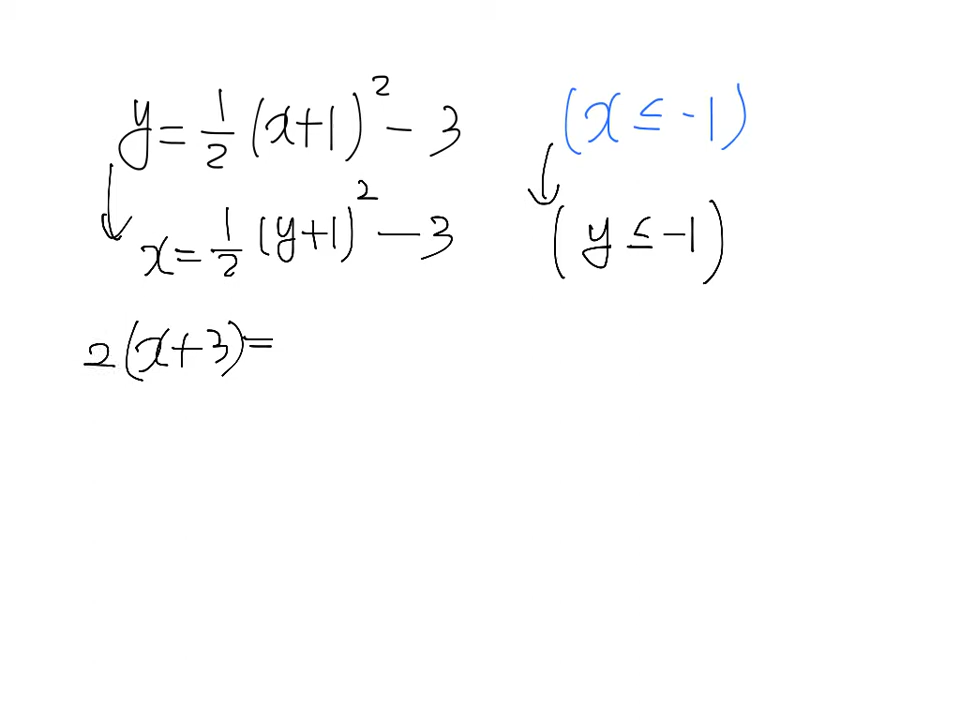 y = 1/2 (x+1)² - 3 (x ≤ -1)
x = 1/2 (y+1)² - 3 (y ≤ -1)
2(x+3) =